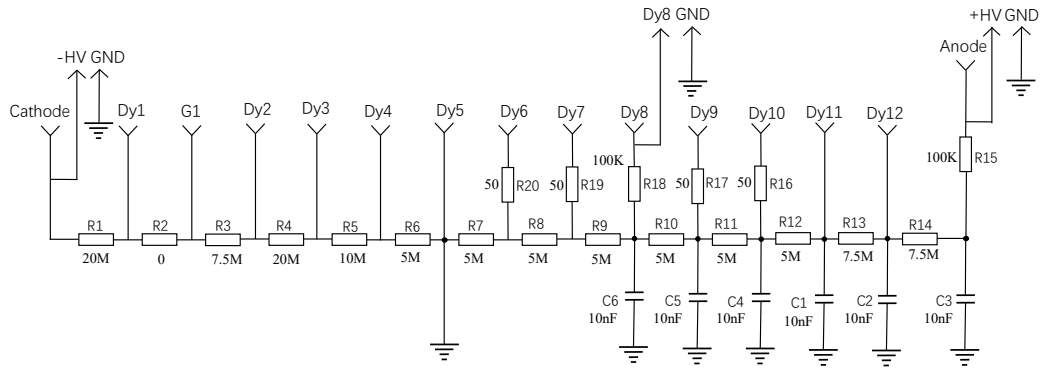 Dy8 GND
+HV GND
Anode
-HV GND
Cathode
Dy1
G1
Dy2
Dy3
Dy4
Dy5
Dy6
Dy7
Dy8
Dy9
Dy10
Dy11
Dy12
50 R20
50 R19
100K R18
50 R17
50 R16
100K R15
R1
R2
R3
R4
R5
R6
R7
R8
R9
R10
R11
R12
R13
R14
20M
0
7.5M
20M
10M
5M
5M
5M
5M
5M
5M
5M
7.5M
7.5M
C6
10nF
C5
10nF
C4
10nF
C1
10nF
C2
10nF
C3
10nF